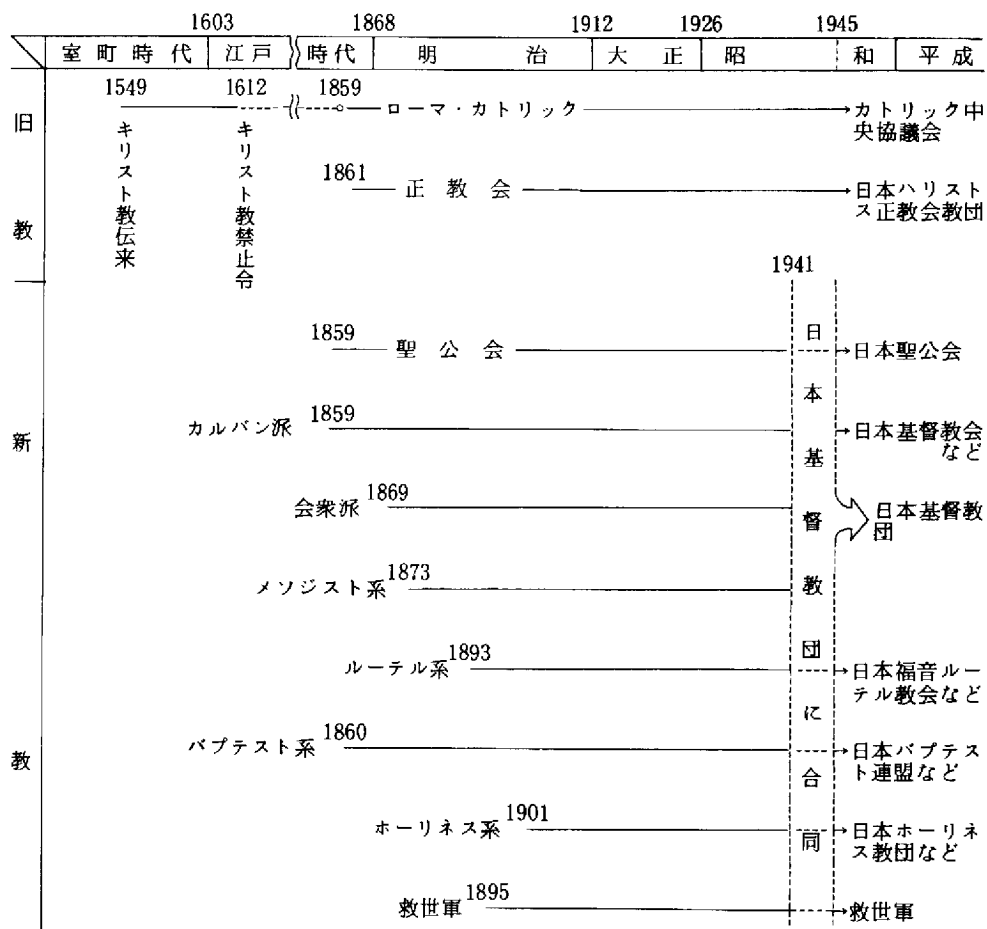 1603 1868 1912 1926 1945
室町時代 江戸 時代 明治 大正 昭和 平成
旧教
1549 1612 1859
キリスト教伝来
キリスト教禁止令
ローマ・カトリック
カトリック中
央協議会
1861
正教会
日本ハリスト
ス正教会教団
1941
日本基督教団に合同
新教
1859
聖公会
日本聖公会
カルバン派
1859
日本基督教会
など
会衆派
1869
日本基督教
団
メソジスト系
1873
ルーテル系
1893
日本福音ルー
テル教会など
バプテスト系
1860
日本バプテス
ト連盟など
ホーリネス系
1901
日本ホーリネ
ス教団など
救世軍
1895
救世軍